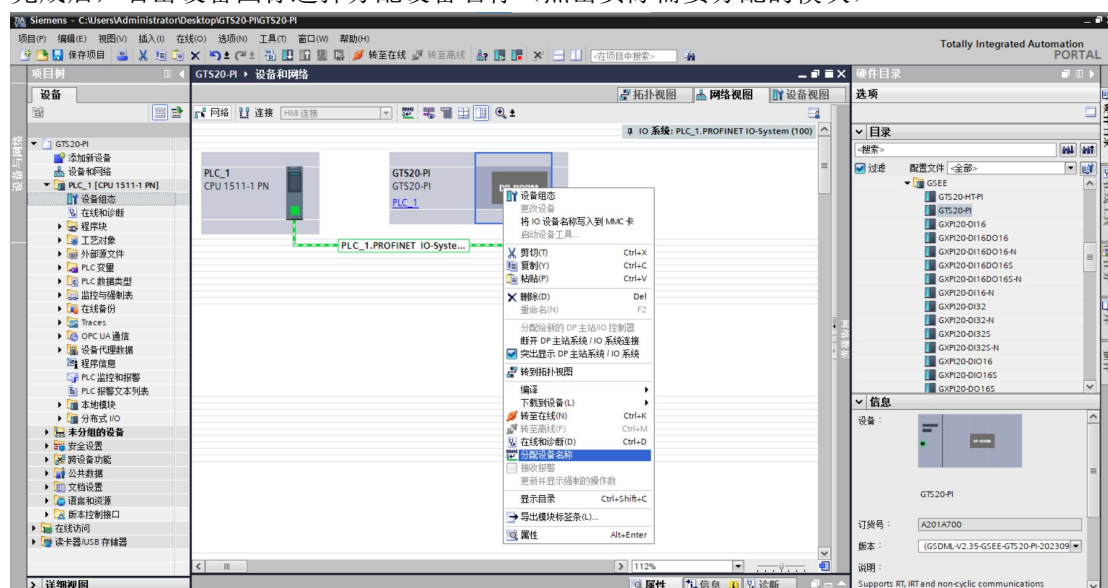 完成后，右击设备图标选择分配设备名称（点击实际需要分配的模块）
Siemens - C:\Users\Administrator\Desktop\GTS20-PI\GTS20-PI
项目(P) 编辑(E) 视图(V) 插入(I) 在线(O) 选项(N) 工具(T) 窗口(W) 帮助(H)
Totally Integrated Automation
PORTAL
保存项目 转至在线 转至离线 <在项目中搜索>
项目树
GTS20-PI ▸ 设备和网络
硬件目录
设备
拓扑视图 网络视图 设备视图
选项
网络 连接 HMI 连接
IO 系统: PLC_1.PROFINET IO-System (100)
目录
<搜索>
过滤 配置文件 <全部>
GTS20-PI
添加新设备
设备和网络
PLC_1 [CPU 1511-1 PN]
设备组态
在线和诊断
程序块
工艺对象
外部源文件
PLC 变量
PLC 数据类型
监控与强制表
在线备份
Traces
OPC UA 通信
设备代理数据
程序信息
PLC 监控和报警
PLC 报警文本列表
本地模块
分布式 I/O
未分组的设备
安全设置
跨设备功能
公共数据
文档设置
语言和资源
版本控制接口
在线访问
读卡器/USB 存储器
详细视图
设备与网络
PLC_1
CPU 1511-1 PN
GTS20-PI
GTS20-PI
PLC_1
DP-NORM
PLC_1.PROFINET IO-Syste...
设备组态
更改设备
将 IO 设备名称写入到 MMC 卡
启动设备工具...
剪切(T) Ctrl+X
复制(Y) Ctrl+C
粘贴(P) Ctrl+V
删除(D) Del
重命名(N) F2
分配给新的 DP 主站/IO 控制器
断开 DP 主站系统 / IO 系统连接
突出显示 DP 主站系统 / IO 系统
转到拓扑视图
编译
下载到设备(L)
转至在线(N) Ctrl+K
转至离线(F) Ctrl+M
在线和诊断(D) Ctrl+D
分配设备名称
接收报警
更新并显示强制的操作数
显示目录 Ctrl+Shift+C
导出模块标签条(L)...
属性 Alt+Enter
112%
属性 信息 诊断
GSEE
GTS20-HT-PI
GTS20-PI
GXPI20-DI16
GXPI20-DI16DO16
GXPI20-DI16DO16-N
GXPI20-DI16DO16S
GXPI20-DI16DO16S-N
GXPI20-DI16-N
GXPI20-DI32
GXPI20-DI32-N
GXPI20-DI32S
GXPI20-DI32S-N
GXPI20-DIO16
GXPI20-DIO16S
GXPI20-DO16S
信息
设备：
GTS20-PI
订货号： A201A700
版本： (GSDML-V2.35-GSEE-GTS20-PI-202309
说明：
Supports RT, IRT and non-cyclic communications